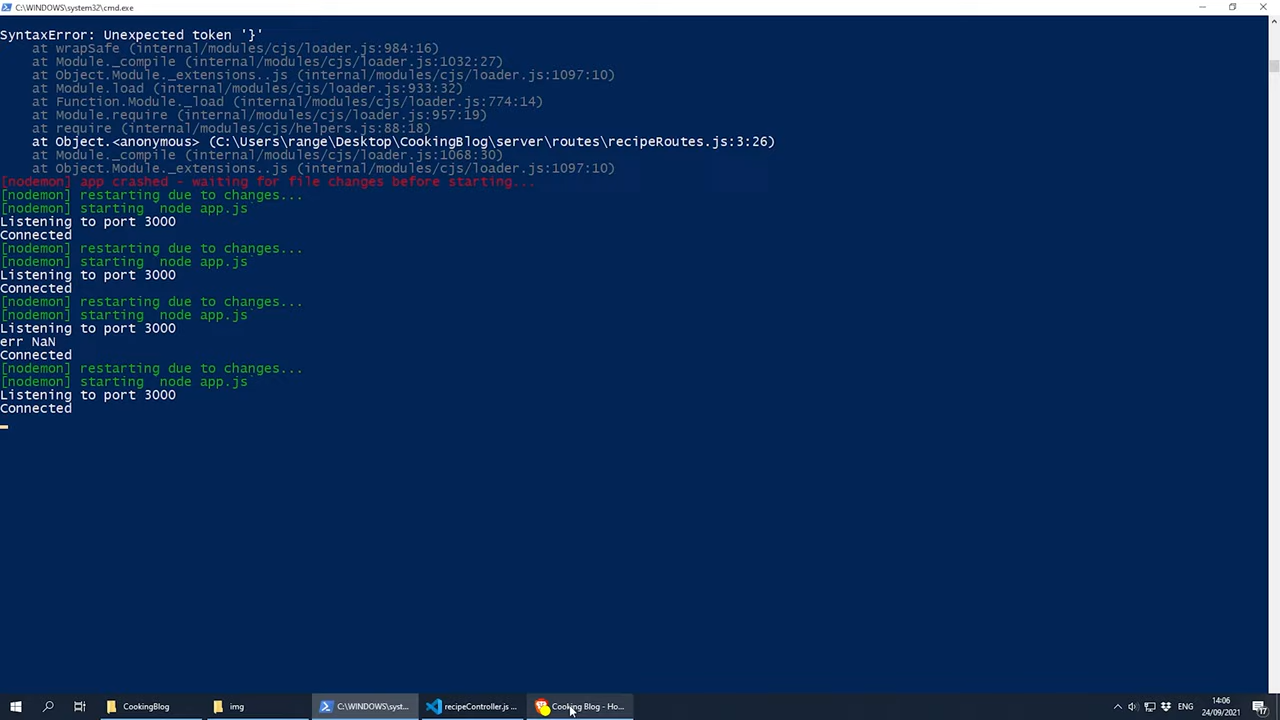 C:\WINDOWS\system32\cmd.exe
SyntaxError: Unexpected token '}'
at wrapSafe (internal/modules/cjs/loader.js:984:16)
at Module._compile (internal/modules/cjs/loader.js:1032:27)
at Object.Module._extensions..js (internal/modules/cjs/loader.js:1097:10)
at Module.load (internal/modules/cjs/loader.js:933:32)
at Function.Module._load (internal/modules/cjs/loader.js:774:14)
at Module.require (internal/modules/cjs/loader.js:957:19)
at require (internal/modules/cjs/helpers.js:88:18)
at Object.<anonymous> (C:\Users\range\Desktop\CookingBlog\server\routes\recipeRoutes.js:3:26)
at Module._compile (internal/modules/cjs/loader.js:1068:30)
at Object.Module._extensions..js (internal/modules/cjs/loader.js:1097:10)
[nodemon] app crashed - waiting for file changes before starting...
[nodemon] restarting due to changes...
[nodemon] starting `node app.js`
Listening to port 3000
Connected
[nodemon] restarting due to changes...
[nodemon] starting `node app.js`
Listening to port 3000
Connected
[nodemon] restarting due to changes...
[nodemon] starting `node app.js`
Listening to port 3000
err NaN
Connected
[nodemon] restarting due to changes...
[nodemon] starting `node app.js`
Listening to port 3000
Connected
CookingBlog
img
C:\WINDOWS\syst...
recipeController.js ...
Cooking Blog - Ho...
ENG
14:06
24/09/2021
17